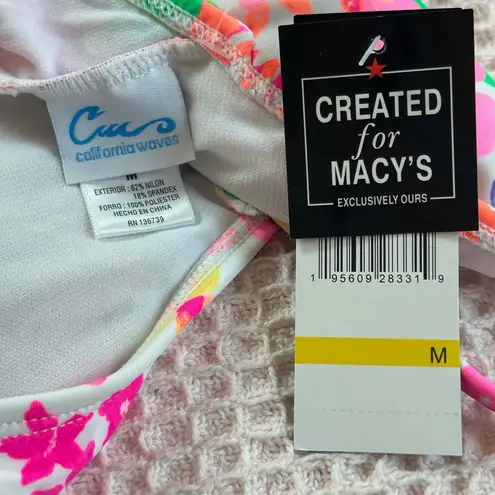 Cws
california waves
M
EXTERIOR: 82% NILON
18% SPANDEX
FORRO: 100% POLIESTER
HECHO EN CHINA
RN 136739
CREATED
for
MACY'S
EXCLUSIVELY OURS
1 95609 28331 9
M